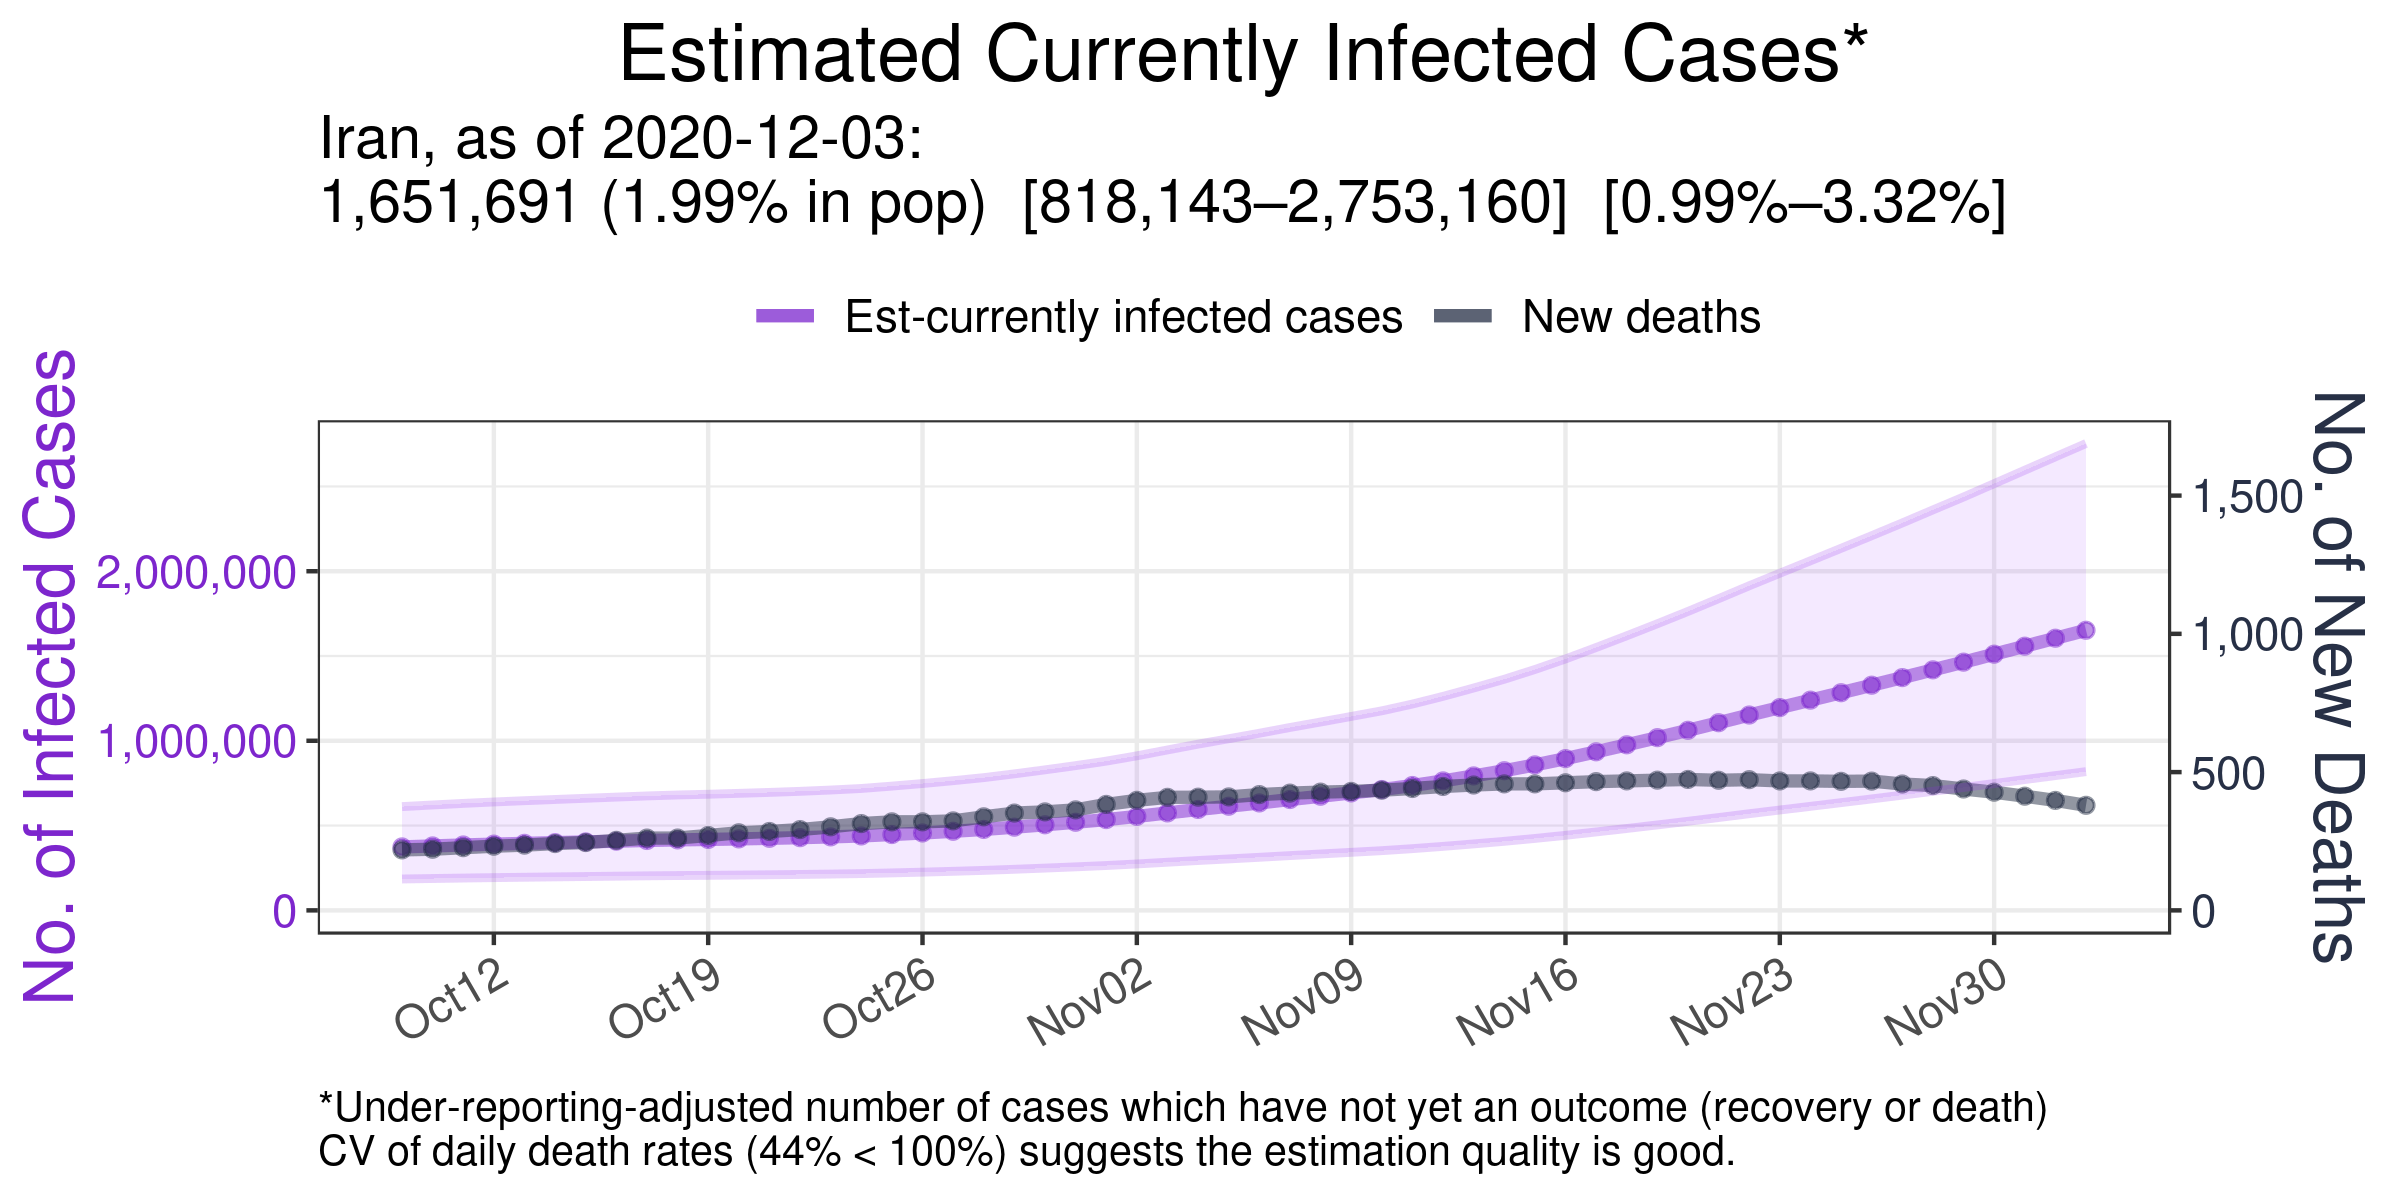 Estimated Currently Infected Cases*
Iran, as of 2020-12-03:
1,651,691 (1.99% in pop)  [818,143–2,753,160]  [0.99%–3.32%]
Est-currently infected cases
New deaths
No. of Infected Cases
2,000,000
1,000,000
0
No. of New Deaths
1,500
1,000
500
0
Oct12
Oct19
Oct26
Nov02
Nov09
Nov16
Nov23
Nov30
*Under-reporting-adjusted number of cases which have not yet an outcome (recovery or death)
CV of daily death rates (44% < 100%) suggests the estimation quality is good.